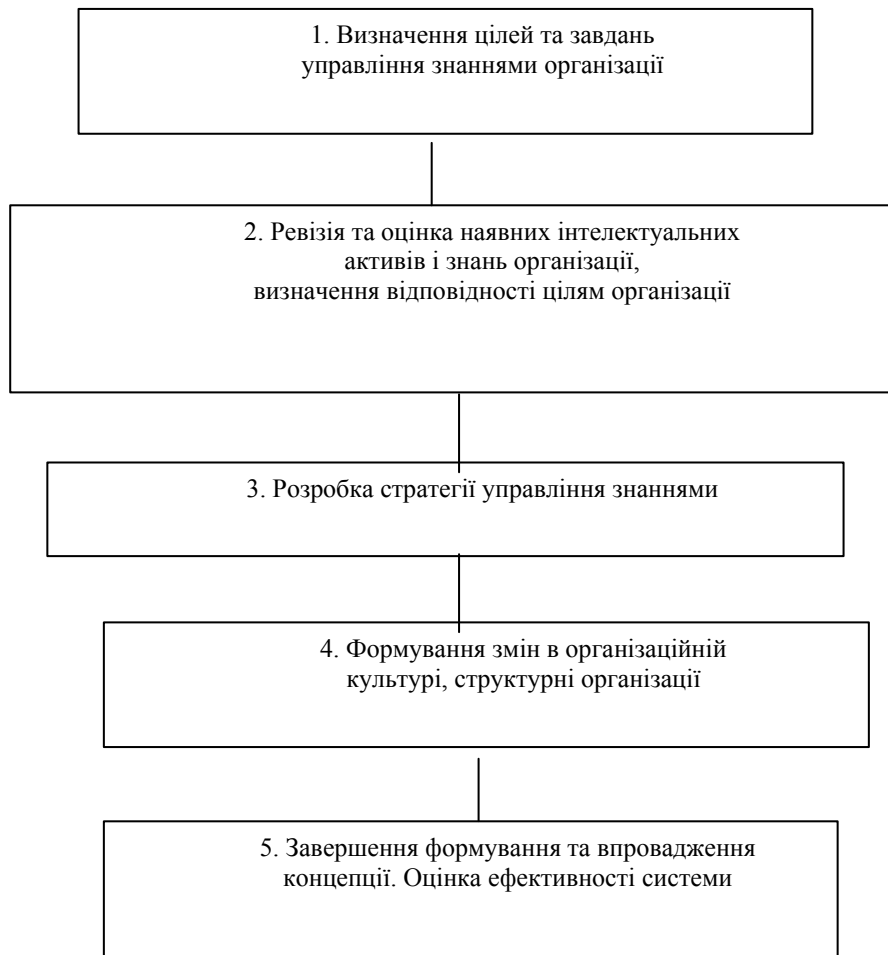 1. Визначення цілей та завдань
управління знаннями організації
2. Ревізія та оцінка наявних інтелектуальних
активів і знань організації,
визначення відповідності цілям організації
3. Розробка стратегії управління знаннями
4. Формування змін в організаційній
культурі, структурні організації
5. Завершення формування та впровадження
концепції. Оцінка ефективності системи